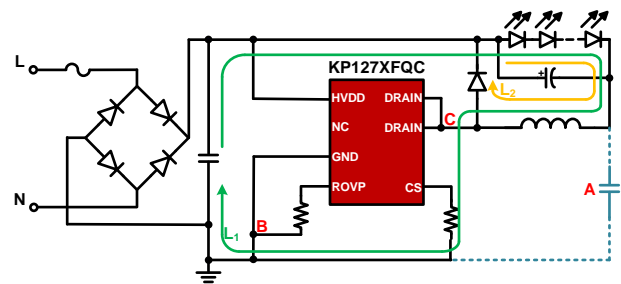 L
N
KP127XFQC
HVDD
DRAIN
NC
DRAIN
GND
ROVP
CS
C
B
A
L₁
L₂
+